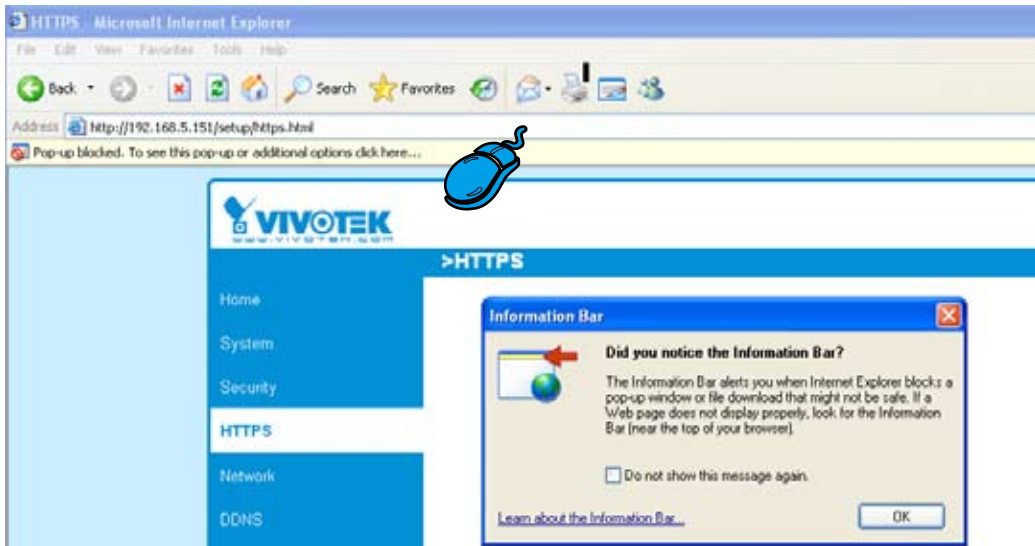 HTTPS - Microsoft Internet Explorer
File Edit View Favorites Tools Help
Back Search Favorites
Address http://192.168.5.151/setup/https.html
Pop-up blocked. To see this pop-up or additional options click here...
VIVOTEK
www.vivotek.com
>HTTPS
Home
System
Security
HTTPS
Network
DDNS
Information Bar
Did you notice the Information Bar?
The Information Bar alerts you when Internet Explorer blocks a
pop-up window or file download that might not be safe. If a
Web page does not display properly, look for the Information
Bar (near the top of your browser).
Do not show this message again.
Learn about the Information Bar...
OK